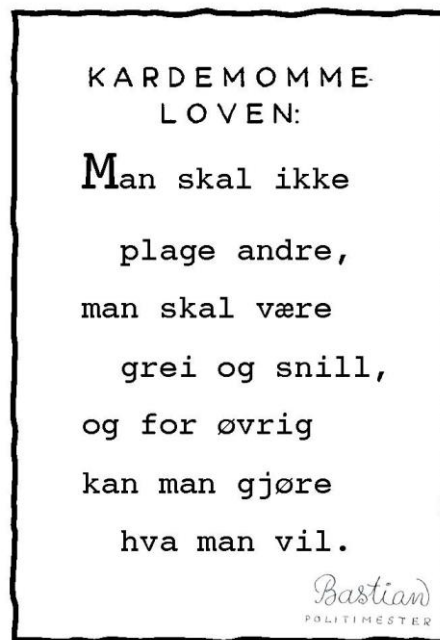 KARDEMOMME-
LOVEN:
Man skal ikke
plage andre,
man skal være
grei og snill,
og for øvrig
kan man gjøre
hva man vil.
Bastian
POLITIMESTER